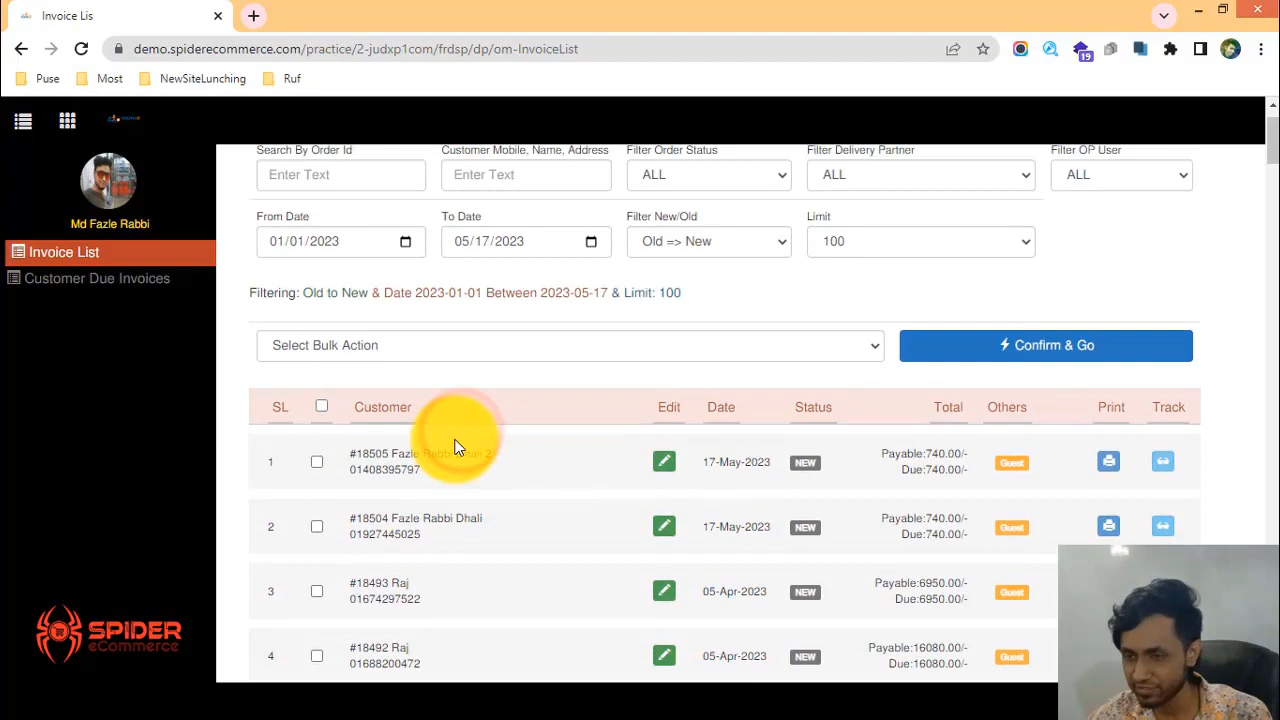 Invoice Lis
demo.spiderecommerce.com/practice/2-judxp1com/frdsp/dp/om-InvoiceList
19
Puse Most NewSiteLunching Ruf
Md Fazle Rabbi
Invoice List
Customer Due Invoices
SPIDER
eCommerce
Search By Order Id Customer Mobile, Name, Address Filter Order Status Filter Delivery Partner Filter OP User
Enter Text Enter Text ALL ALL ALL
From Date To Date Filter New/Old Limit
01/01/2023 05/17/2023 Old => New 100
Filtering: Old to New & Date 2023-01-01 Between 2023-05-17 & Limit: 100
Select Bulk Action Confirm & Go
SL Customer Edit Date Status Total Others Print Track
1 #18505 Fazle Rabbi Dhali 2 17-May-2023 NEW Payable:740.00/- Guest
01408395797 Due:740.00/-
2 #18504 Fazle Rabbi Dhali 17-May-2023 NEW Payable:740.00/- Guest
01927445025 Due:740.00/-
3 #18493 Raj 05-Apr-2023 NEW Payable:6950.00/- Guest
01674297522 Due:6950.00/-
4 #18492 Raj 05-Apr-2023 NEW Payable:16080.00/- Guest
01688200472 Due:16080.00/-